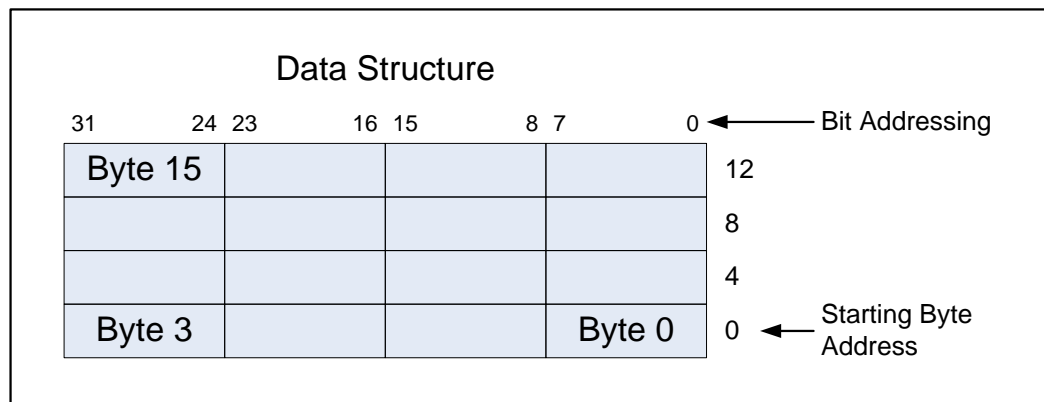 Data Structure
31 24 23 16 15 8 7 0 Bit Addressing
Byte 15 12
8
4
Byte 3 Byte 0 0 Starting Byte
Address